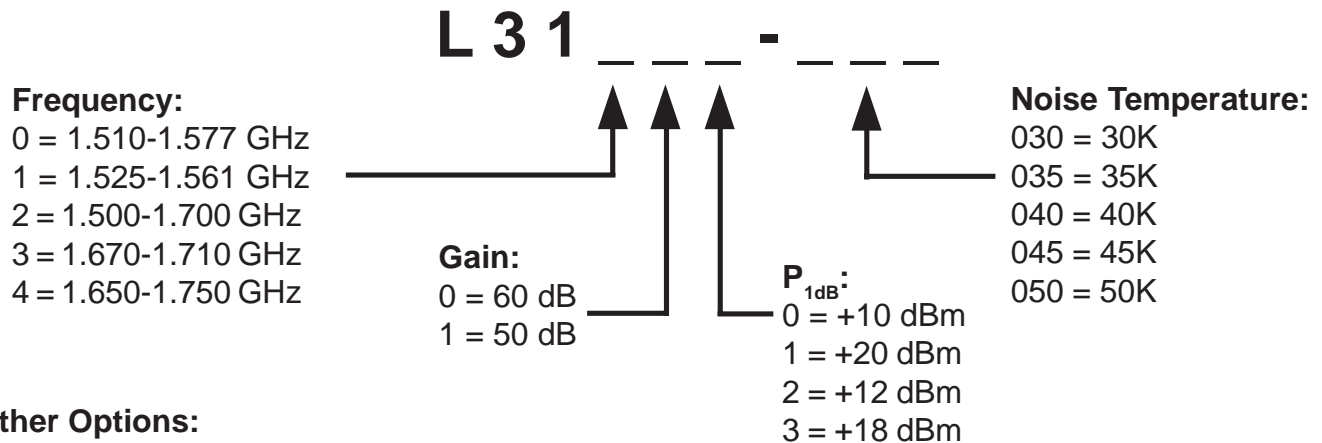 L 3 1 _ _ _ - _ _ _
Frequency:
0 = 1.510-1.577 GHz
1 = 1.525-1.561 GHz
2 = 1.500-1.700 GHz
3 = 1.670-1.710 GHz
4 = 1.650-1.750 GHz
Gain:
0 = 60 dB
1 = 50 dB
P1dB:
0 = +10 dBm
1 = +20 dBm
2 = +12 dBm
3 = +18 dBm
Noise Temperature:
030 = 30K
035 = 35K
040 = 40K
045 = 45K
050 = 50K
ther Options: